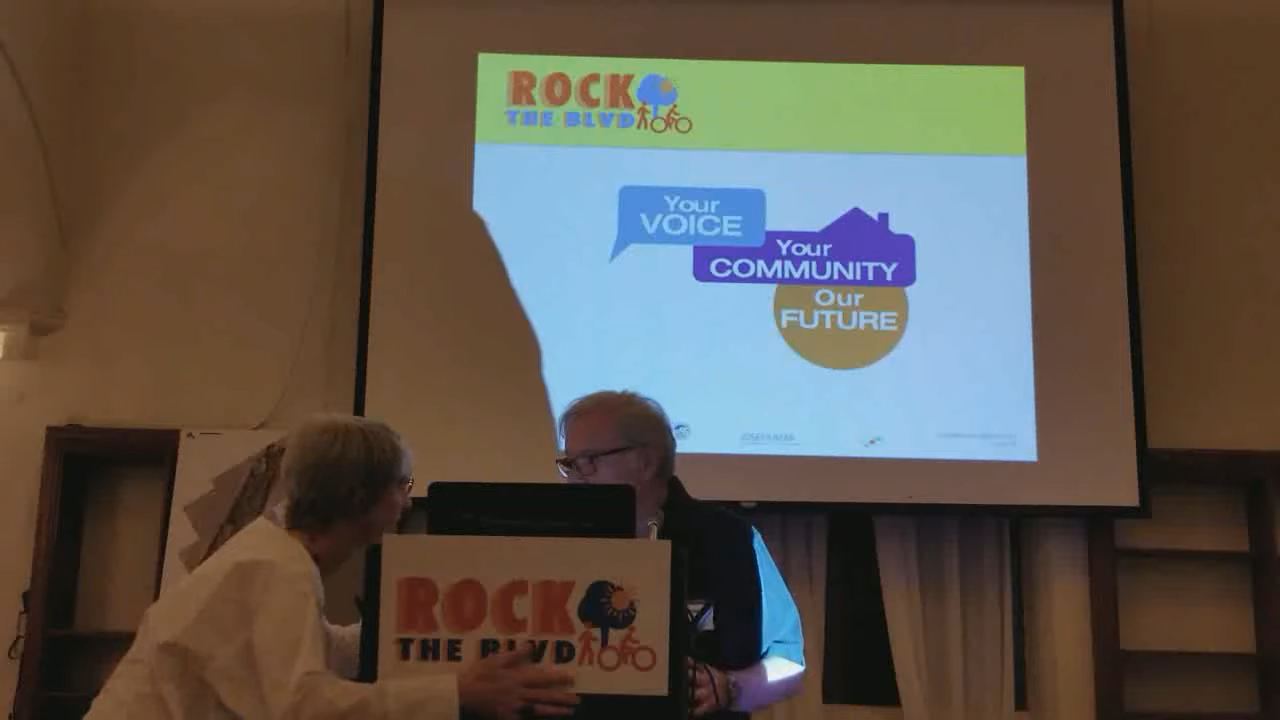 ROCK
THE BLVD
Your
VOICE
Your
COMMUNITY
Our
FUTURE
ROCK
THE BLVD